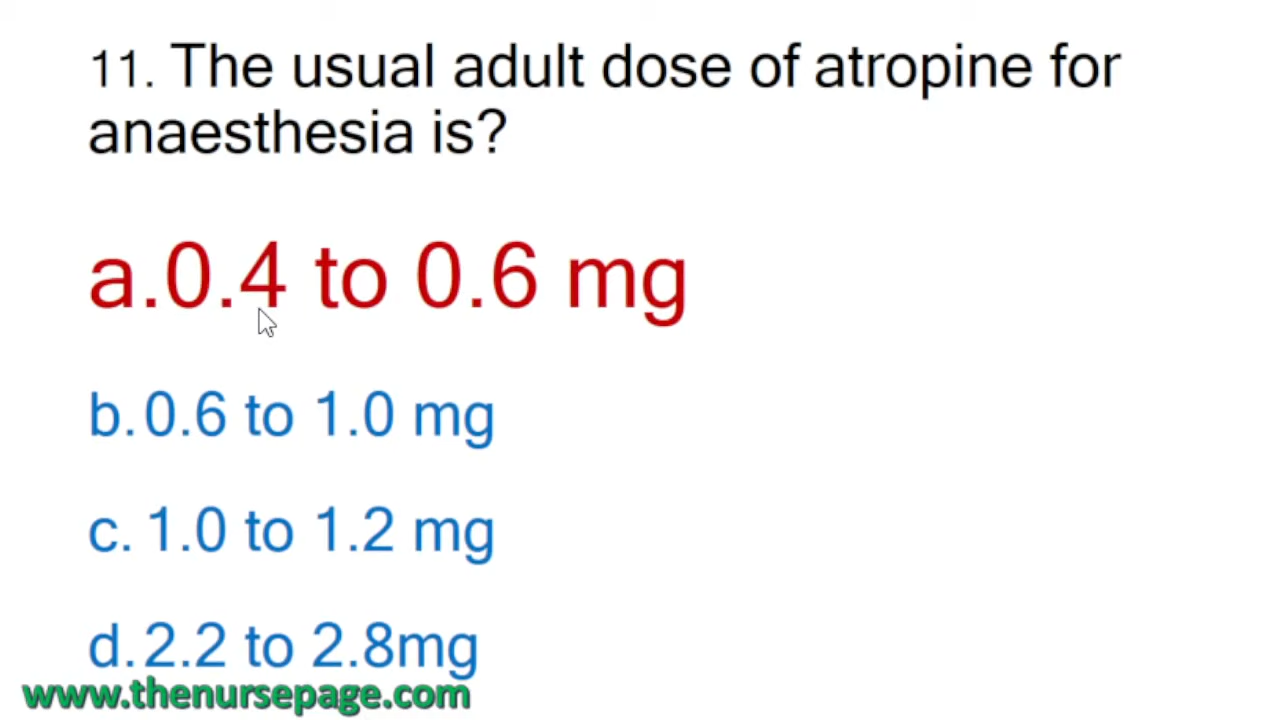 11. The usual adult dose of atropine for
anaesthesia is?
a.0.4 to 0.6 mg
b.0.6 to 1.0 mg
c. 1.0 to 1.2 mg
d.2.2 to 2.8mg
www.thenursepage.com